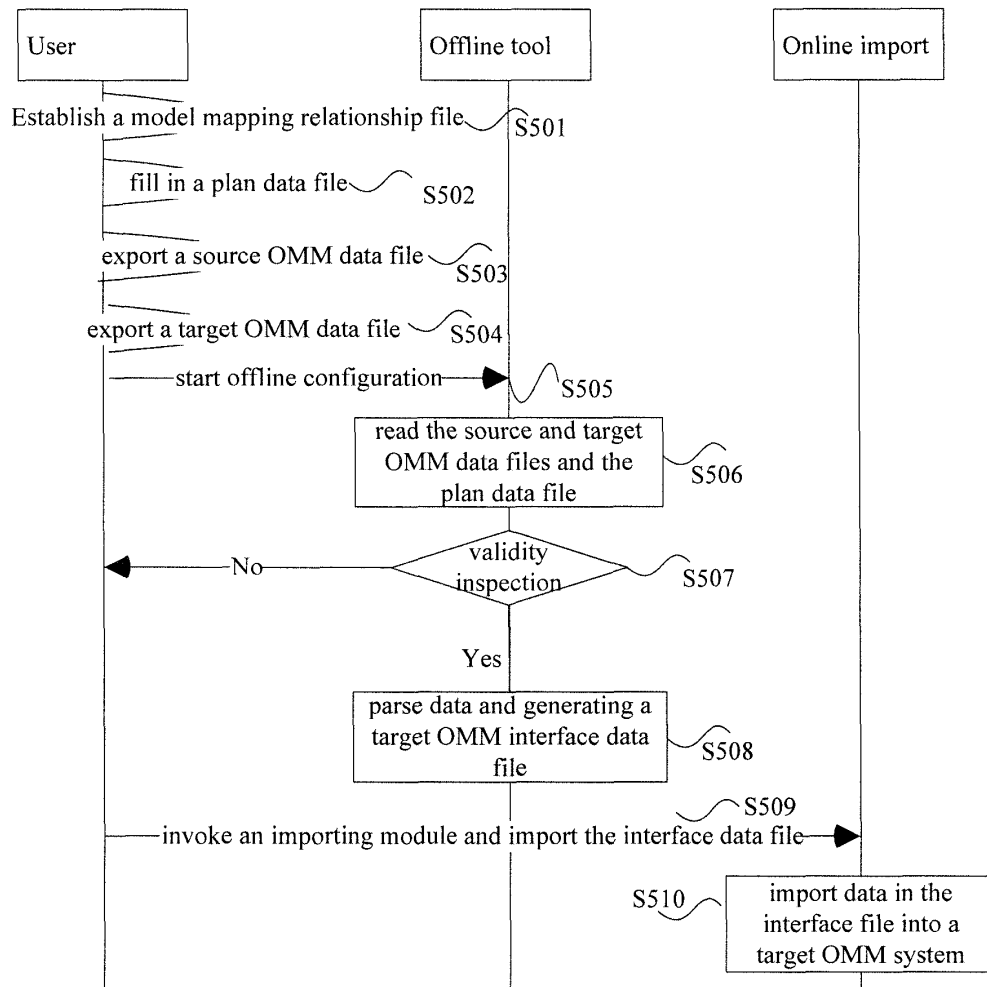 User
Offline tool
Online import
Establish a model mapping relationship file
S501
fill in a plan data file
S502
export a source OMM data file
S503
export a target OMM data file
S504
start offline configuration
S505
read the source and target
OMM data files and the
plan data file
S506
validity
inspection
S507
No
Yes
parse data and generating a
target OMM interface data
file
S508
S509
invoke an importing module and import the interface data file
S510
import data in the
interface file into a
target OMM system